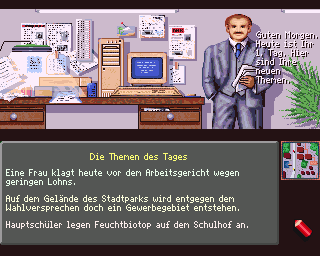 Guten Morgen.
Heute ist Ihr
1. Tag. Hier
sind Ihre
neuen
Themen.
Die Themen des Tages
Eine Frau klagt heute vor dem Arbeitsgericht wegen
geringen Lohns.
Auf dem Gelände des Stadtparks wird entgegen dem
Wahlversprechen doch ein Gewerbegebiet entstehen.
Hauptschüler legen Feuchtbiotop auf dem Schulhof an.